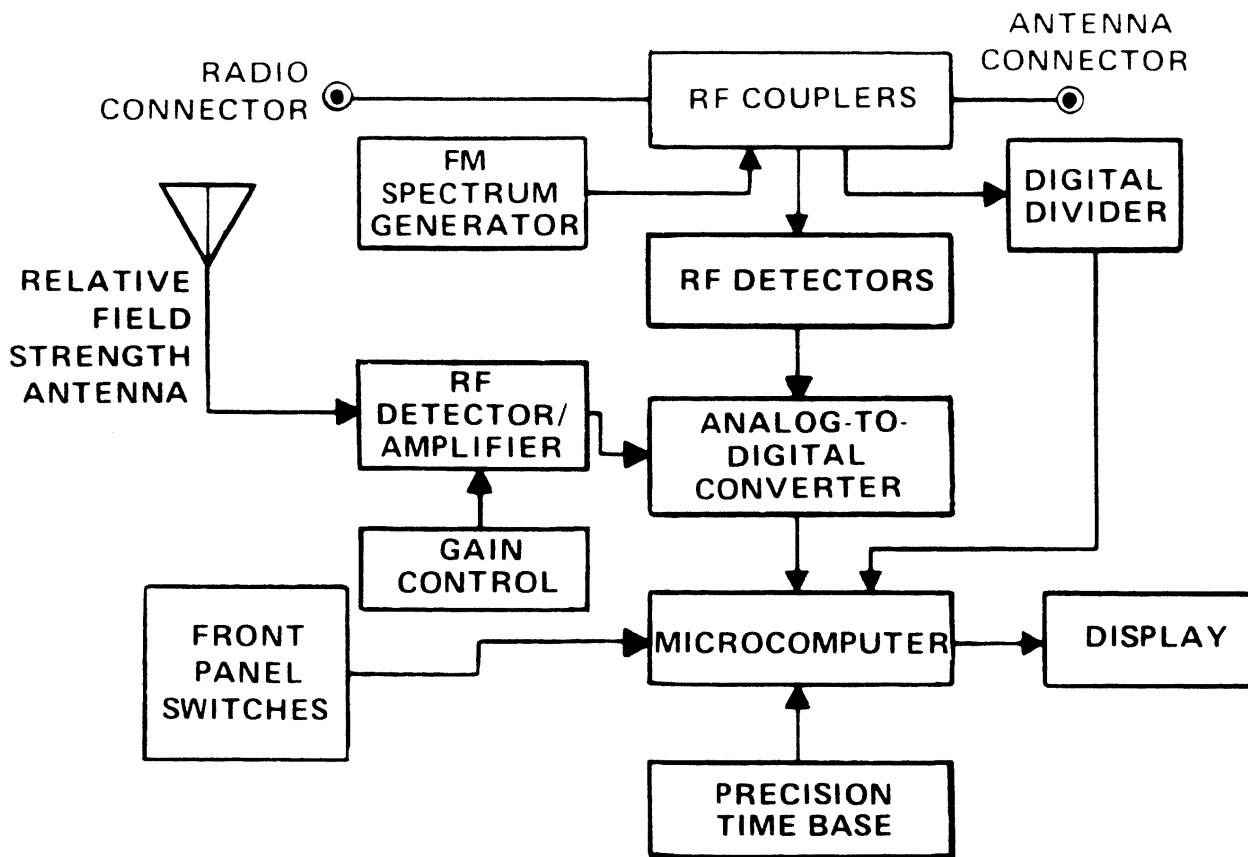 ANTENNA
CONNECTOR
RADIO
CONNECTOR
RF COUPLERS
FM
SPECTRUM
GENERATOR
DIGITAL
DIVIDER
RF DETECTORS
RELATIVE
FIELD
STRENGTH
ANTENNA
RF
DETECTOR/
AMPLIFIER
ANALOG-TO-
DIGITAL
CONVERTER
GAIN
CONTROL
FRONT
PANEL
SWITCHES
MICROCOMPUTER
DISPLAY
PRECISION
TIME BASE